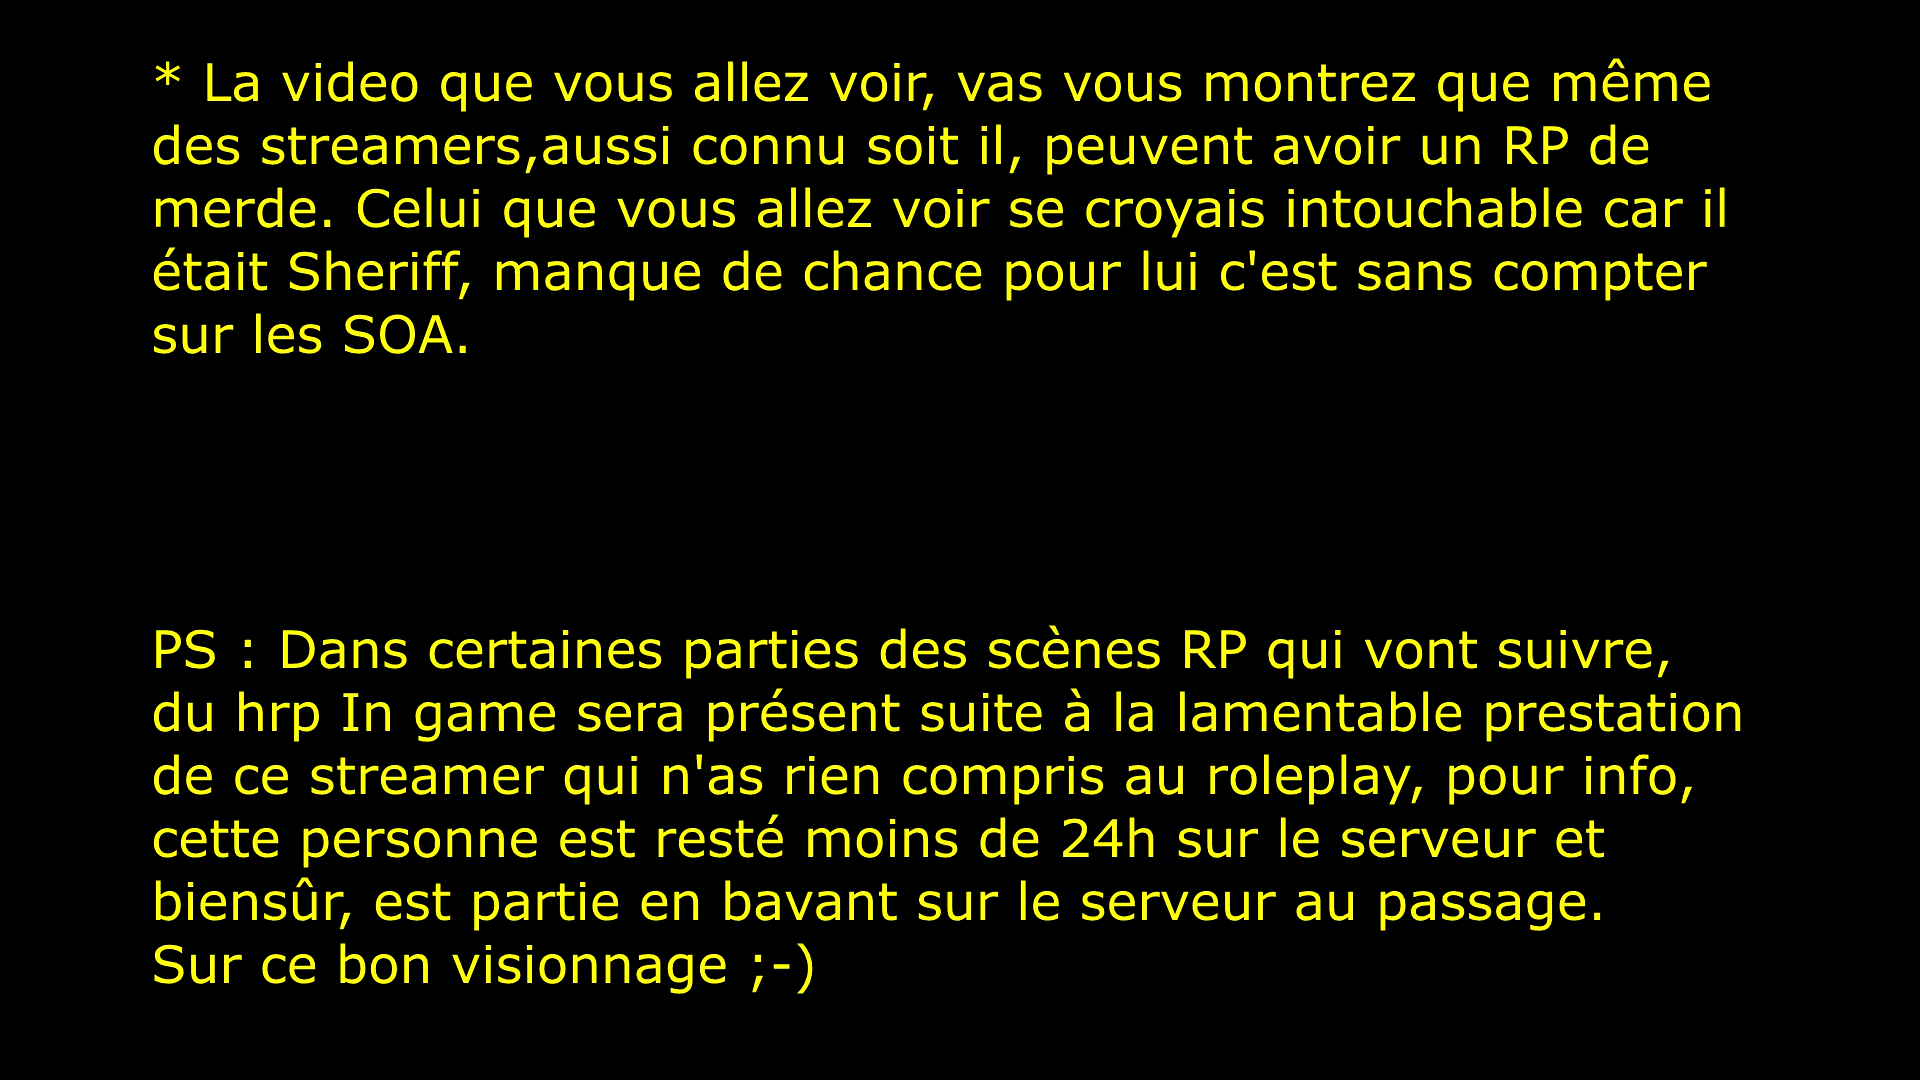 * La video que vous allez voir, vas vous montrez que même
des streamers,aussi connu soit il, peuvent avoir un RP de
merde. Celui que vous allez voir se croyais intouchable car il
était Sheriff, manque de chance pour lui c'est sans compter
sur les SOA.
PS : Dans certaines parties des scènes RP qui vont suivre,
du hrp In game sera présent suite à la lamentable prestation
de ce streamer qui n'as rien compris au roleplay, pour info,
cette personne est resté moins de 24h sur le serveur et
biensûr, est partie en bavant sur le serveur au passage.
Sur ce bon visionnage ;-)